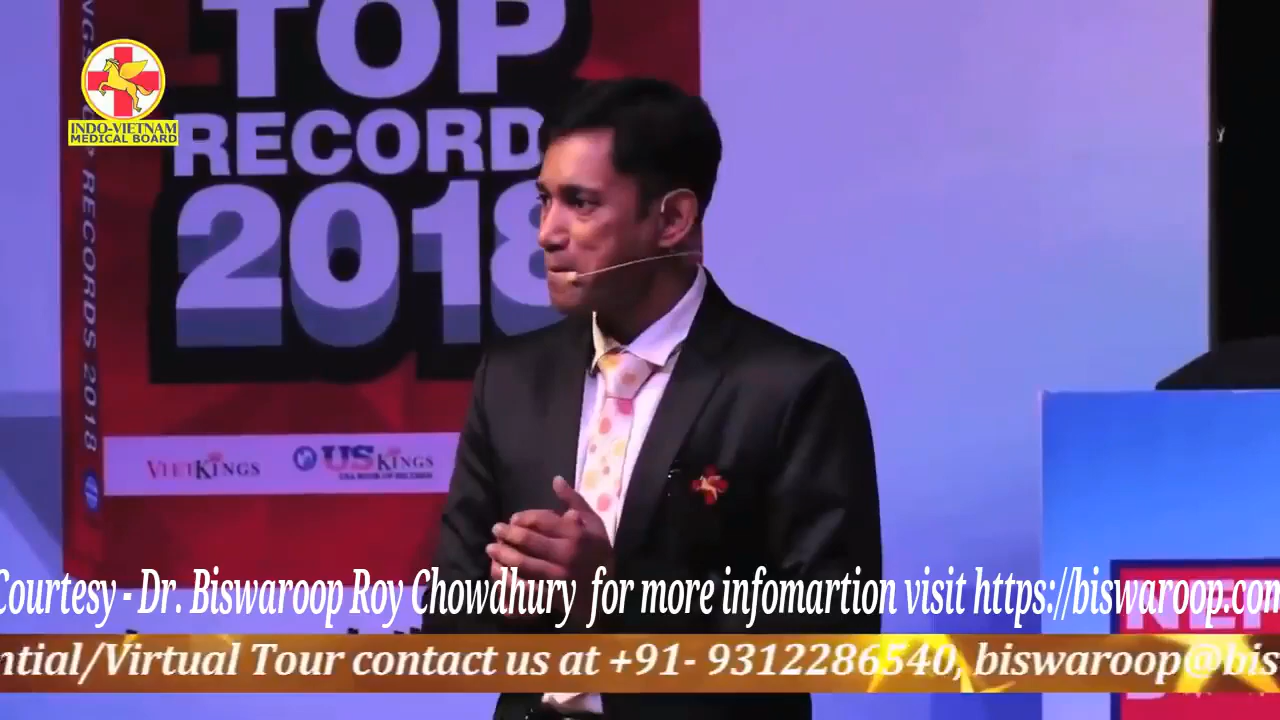 INDO-VIETNAM
MEDICAL BOARD
TOP
RECORD
2018
RECORDS 2018
VIETKINGS
USKINGS
Courtesy - Dr. Biswaroop Roy Chowdhury for more infomartion visit https://biswaroop.com
ntial/Virtual Tour contact us at +91- 9312286540, biswaroop@bis